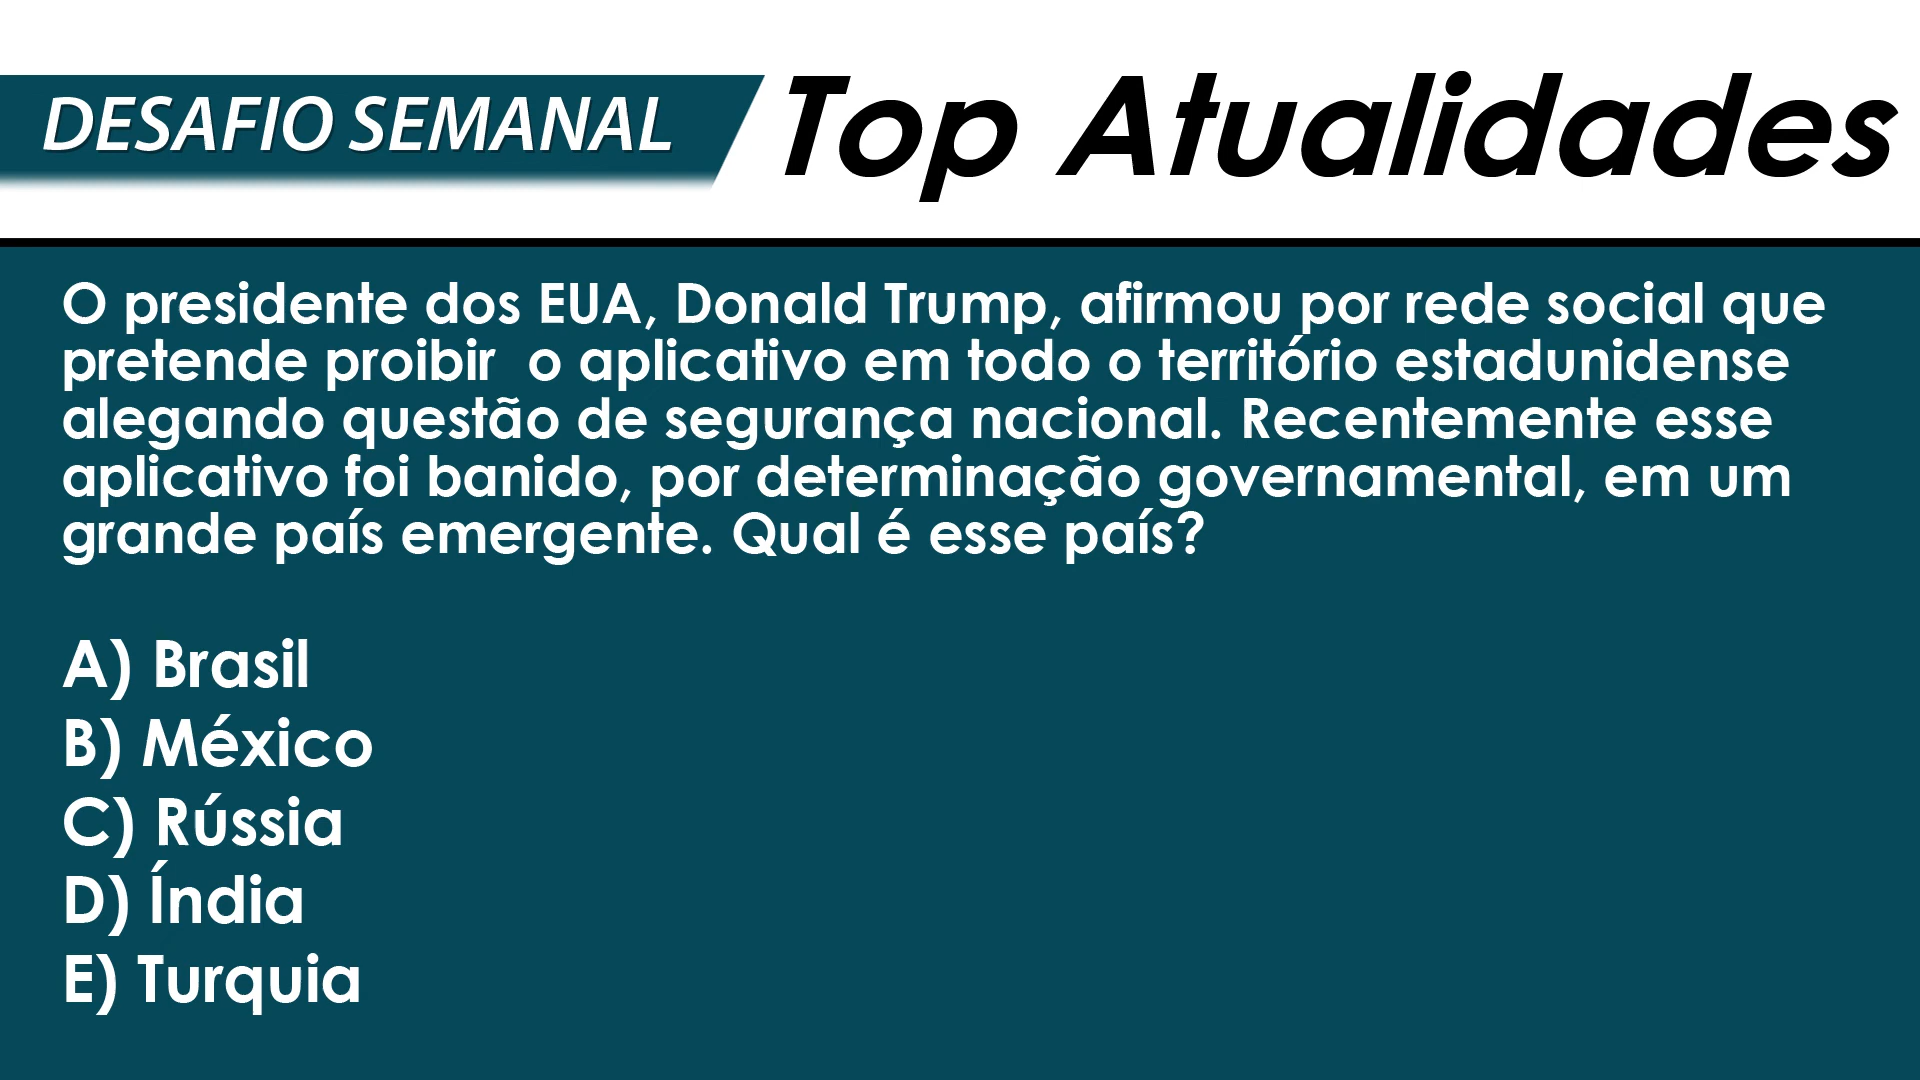 DESAFIO SEMANAL
Top Atualidades
O presidente dos EUA, Donald Trump, afirmou por rede social que
pretende proibir  o aplicativo em todo o território estadunidense
alegando questão de segurança nacional. Recentemente esse
aplicativo foi banido, por determinação governamental, em um
grande país emergente. Qual é esse país?
A) Brasil
B) México
C) Rússia
D) Índia
E) Turquia